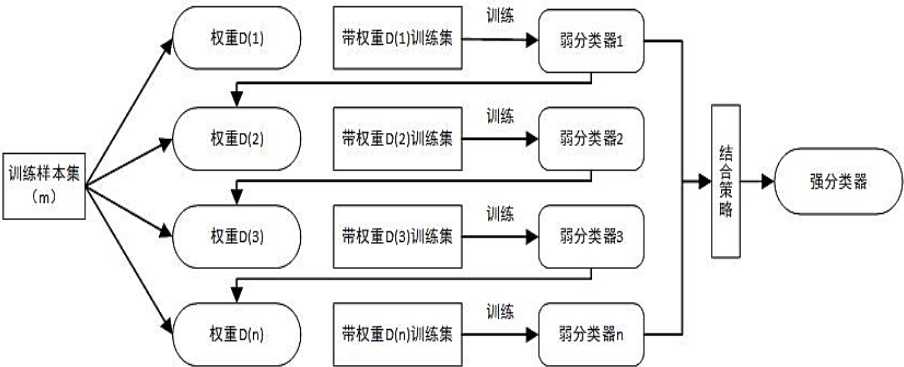 权重D(1)
带权重D(1)训练集
训练
弱分类器1
权重D(2)
带权重D(2)训练集
训练
弱分类器2
训练样本集
（m）
结合策略
强分类器
权重D(3)
带权重D(3)训练集
训练
弱分类器3
权重D(n)
带权重D(n)训练集
训练
弱分类器n